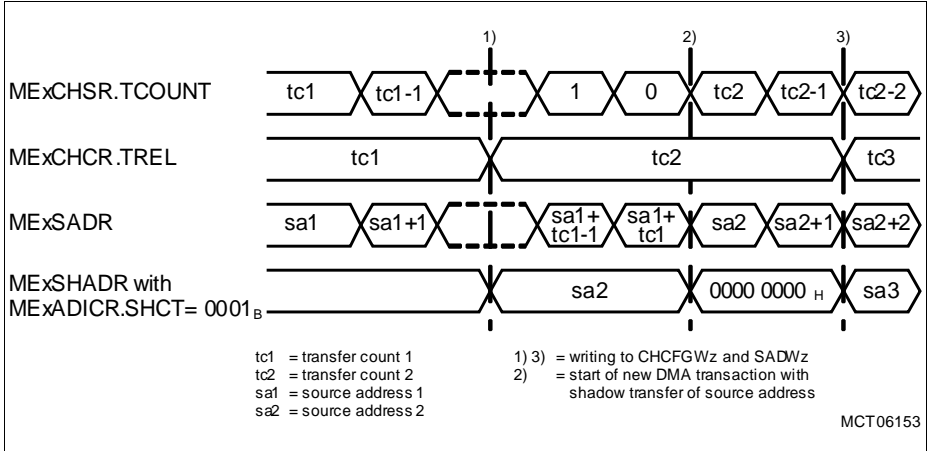 1) 2) 3)
MExCHSR.TCOUNT tc1 tc1-1 1 0 tc2 tc2-1 tc2-2
MExCHCR.TREL tc1 tc2 tc3
MExSADR sa1 sa1+1 sa1+ tc1-1 sa1+ tc1 sa2 sa2+1 sa2+2
MExSHADR with
MExADICR.SHCT= 0001B sa2 0000 0000 H sa3
tc1 = transfer count 1
tc2 = transfer count 2
sa1 = source address 1
sa2 = source address 2
1) 3) = writing to CHCFGWz and SADWz
2) = start of new DMA transaction with
shadow transfer of source address
MCT06153